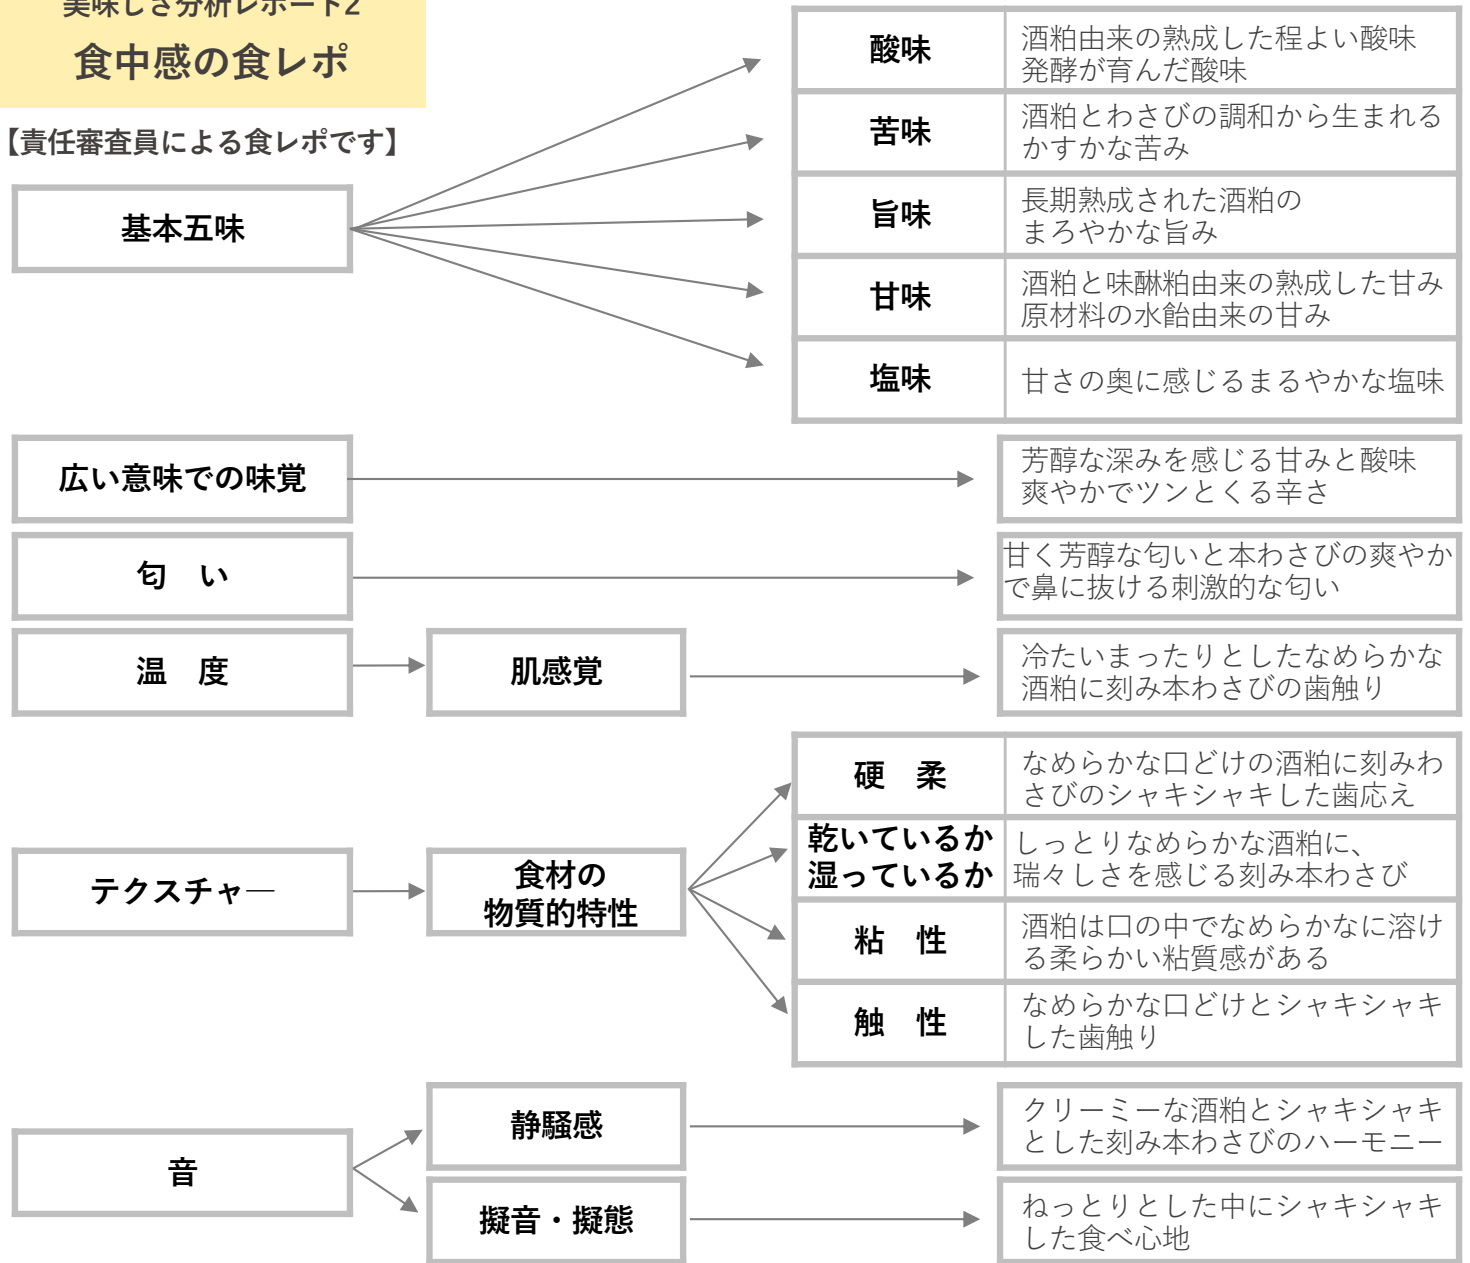 美味しさ分析レポート2
食中感の食レポ
【責任審査員による食レポです】
基本五味
酸味
酒粕由来の熟成した程よい酸味
発酵が育んだ酸味
苦味
酒粕とわさびの調和から生まれる
かすかな苦み
旨味
長期熟成された酒粕の
まろやかな旨み
甘味
酒粕と味醂粕由来の熟成した甘み
原材料の水飴由来の甘み
塩味
甘さの奥に感じるまるやかな塩味
広い意味での味覚
芳醇な深みを感じる甘みと酸味
爽やかでツンとくる辛さ
匂　い
甘く芳醇な匂いと本わさびの爽やか
で鼻に抜ける刺激的な匂い
温　度
肌感覚
冷たいまったりとしたなめらかな
酒粕に刻み本わさびの歯触り
テクスチャ―
食材の
物質的特性
硬　柔
なめらかな口どけの酒粕に刻みわ
さびのシャキシャキした歯応え
乾いているか
湿っているか
しっとりなめらかな酒粕に、
瑞々しさを感じる刻み本わさび
粘　性
酒粕は口の中でなめらかなに溶け
る柔らかい粘質感がある
触　性
なめらかな口どけとシャキシャキ
した歯触り
音
静騒感
クリーミーな酒粕とシャキシャキ
とした刻み本わさびのハーモニー
擬音・擬態
ねっとりとした中にシャキシャキ
した食べ心地